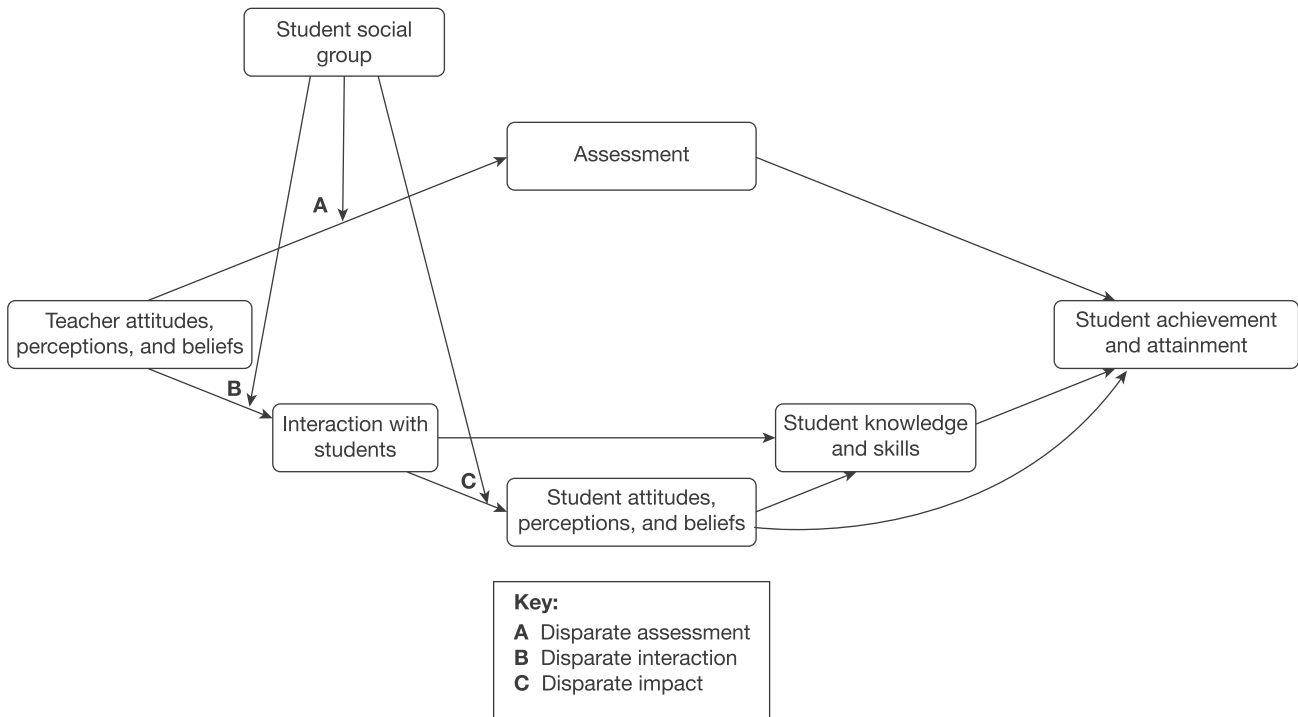 Student social
group
Assessment
A
Teacher attitudes,
perceptions, and beliefs
Student achievement
and attainment
B
Interaction with
students
Student knowledge
and skills
C
Student attitudes,
perceptions, and beliefs
Key:
A Disparate assessment
B Disparate interaction
C Disparate impact